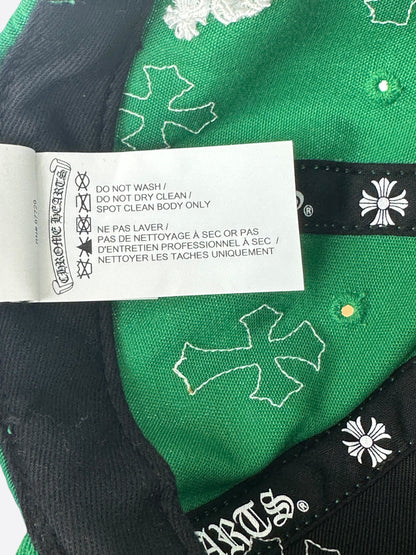 DO NOT WASH /
DO NOT DRY CLEAN /
SPOT CLEAN BODY ONLY
NE PAS LAVER /
PAS DE NETTOYAGE À SEC OR PAS
D'ENTRETIEN PROFESSIONNEL À SEC /
NETTOYER LES TACHES UNIQUEMENT
CHROME HEARTS
®
ARTS®